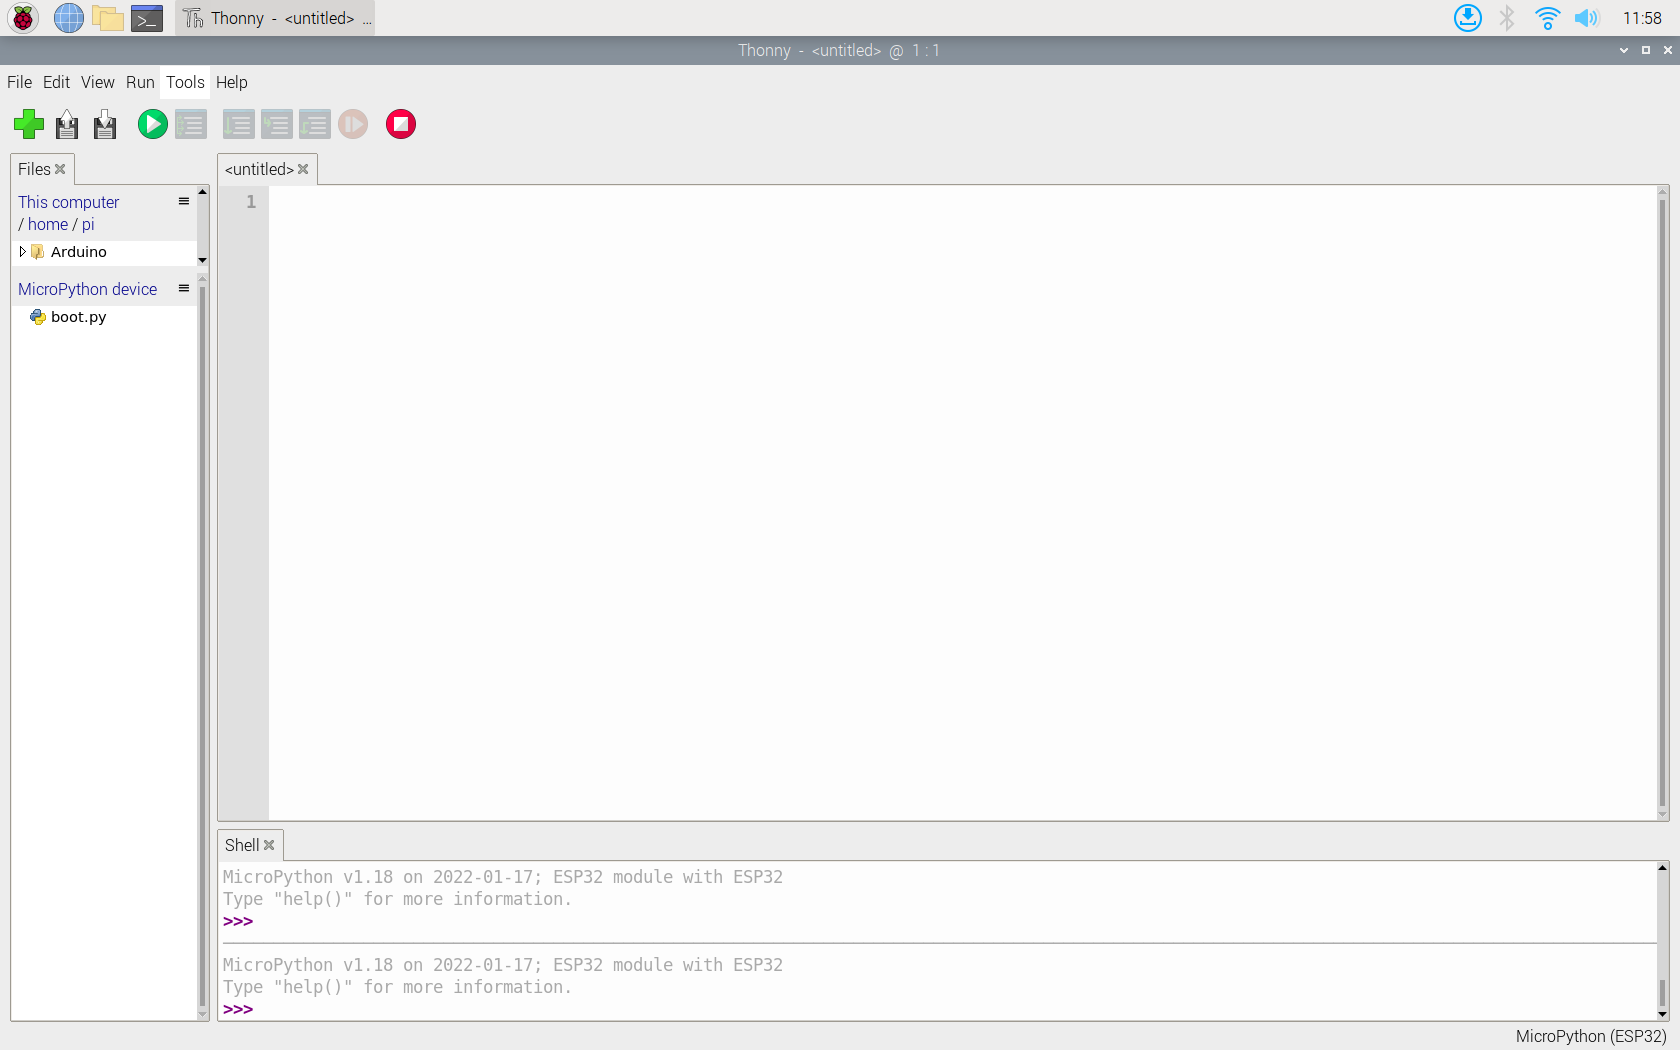 Thonny - <untitled> ...
11:58
Thonny - <untitled> @ 1 : 1
File Edit View Run Tools Help
Files
<untitled>
This computer
/ home / pi
Arduino
MicroPython device
boot.py
1
Shell
MicroPython v1.18 on 2022-01-17; ESP32 module with ESP32
Type "help()" for more information.
>>>
MicroPython v1.18 on 2022-01-17; ESP32 module with ESP32
Type "help()" for more information.
>>>
MicroPython (ESP32)